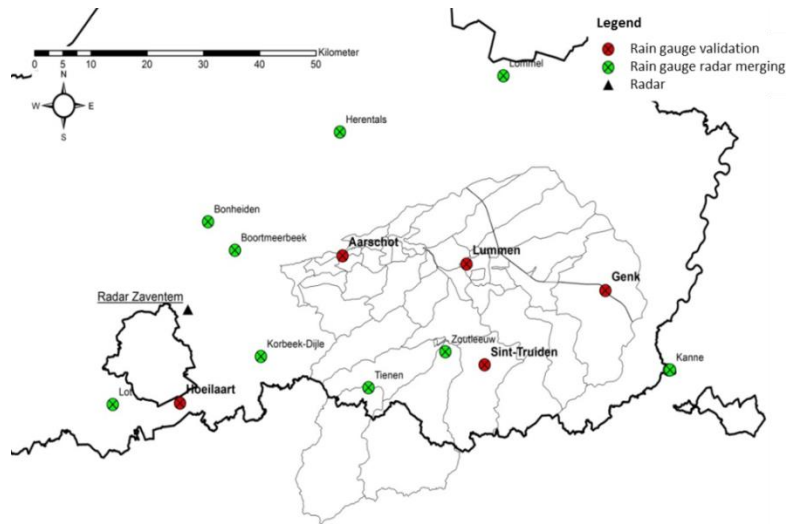 Legend
Rain gauge validation
Rain gauge radar merging
Radar
Kilometer
0 5 10 20 30 40 50
N
W E
S
Lommel
Herentals
Bonheiden
Boortmeerbeek
Aarschot
Lummen
Genk
Radar Zaventem
Korbeek-Dijle
Zoutleeuw
Sint-Truiden
Kanne
Tienen
Lot
Hoeilaart